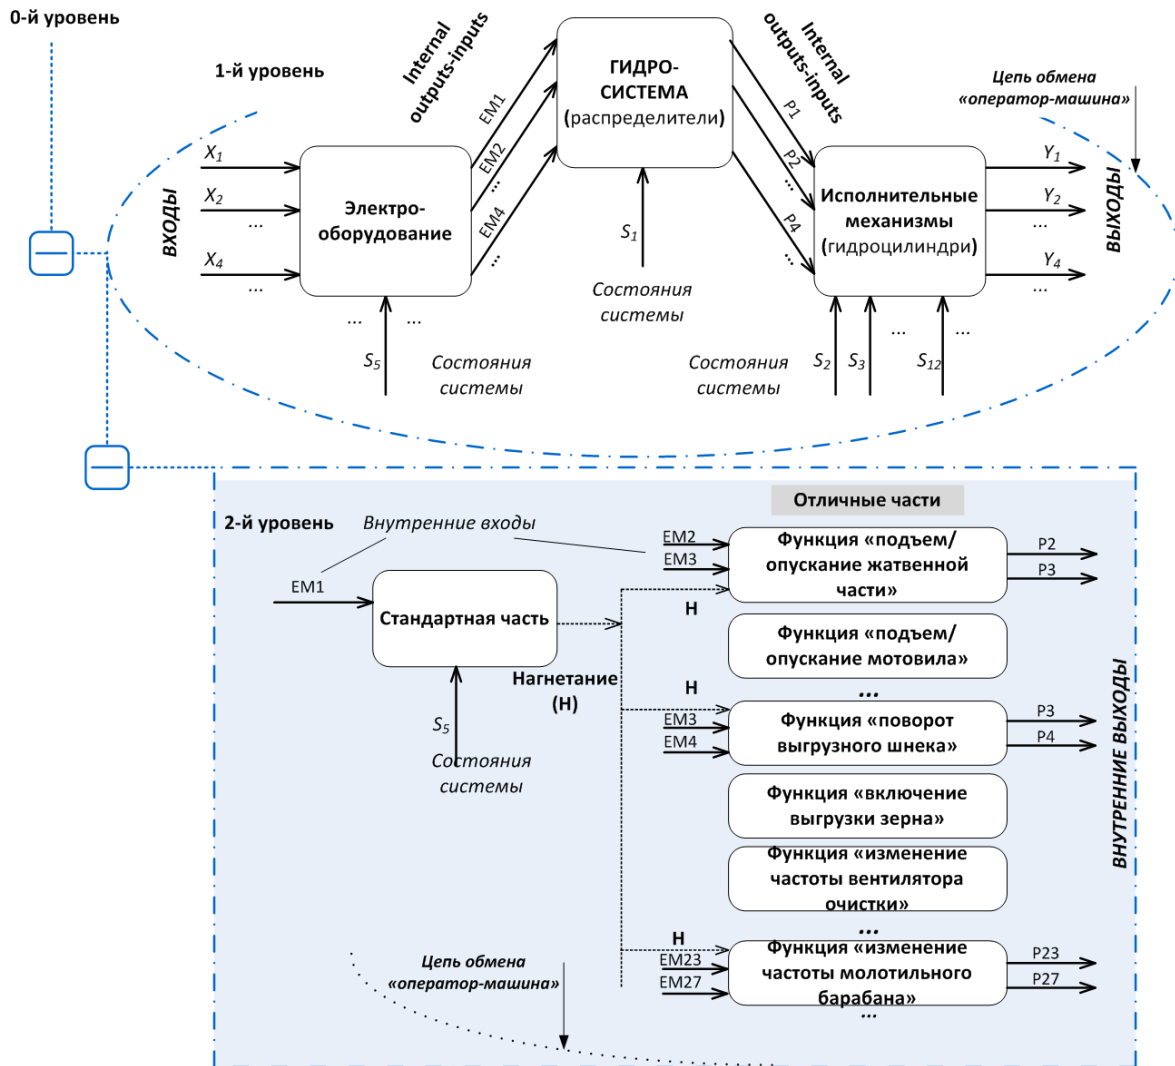 0-й уровень
1-й уровень
Internal
outputs-inputs
ГИДРО-
СИСТЕМА
(распределители)
Internal
outputs-inputs
Цепь обмена
«оператор-машина»
EM1
EM2
...
EM4
...
P1
P2
...
P4
...
ВХОДЫ
X1
X2
...
X4
...
Электро-
оборудование
S1
Состояния
системы
Исполнительные
механизмы
(гидроцилиндри)
Y1
Y2
...
Y4
...
ВЫХОДЫ
... ...
S5
Состояния
системы
Состояния
системы
S2
S3
...
S12
...
2-й уровень
Внутренние входы
Отличные части
EM1
Стандартная часть
S5
Состояния
системы
Нагнетание
(Н)
EM2
EM3
Н
Функция «подъем/
опускание жатвенной
части»
P2
P3
Функция «подъем/
опускание мотовила»
...
Н
EM3
EM4
Функция «поворот
выгрузного шнека»
P3
P4
Функция «включение
выгрузки зерна»
Функция «изменение
частоты вентилятора
очистки»
...
Н
EM23
EM27
Функция «изменение
частоты молотильного
барабана»
...
P23
P27
ВНУТРЕННИЕ ВЫХОДЫ
Цепь обмена
«оператор-машина»